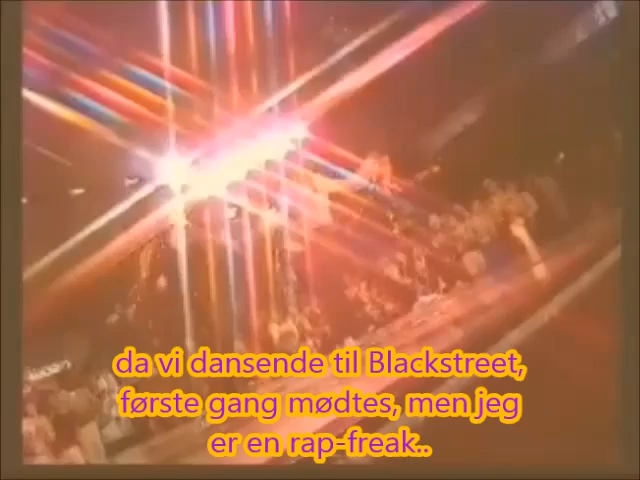 da vi dansende til Blackstreet,
første gang mødtes, men jeg
er en rap-freak..